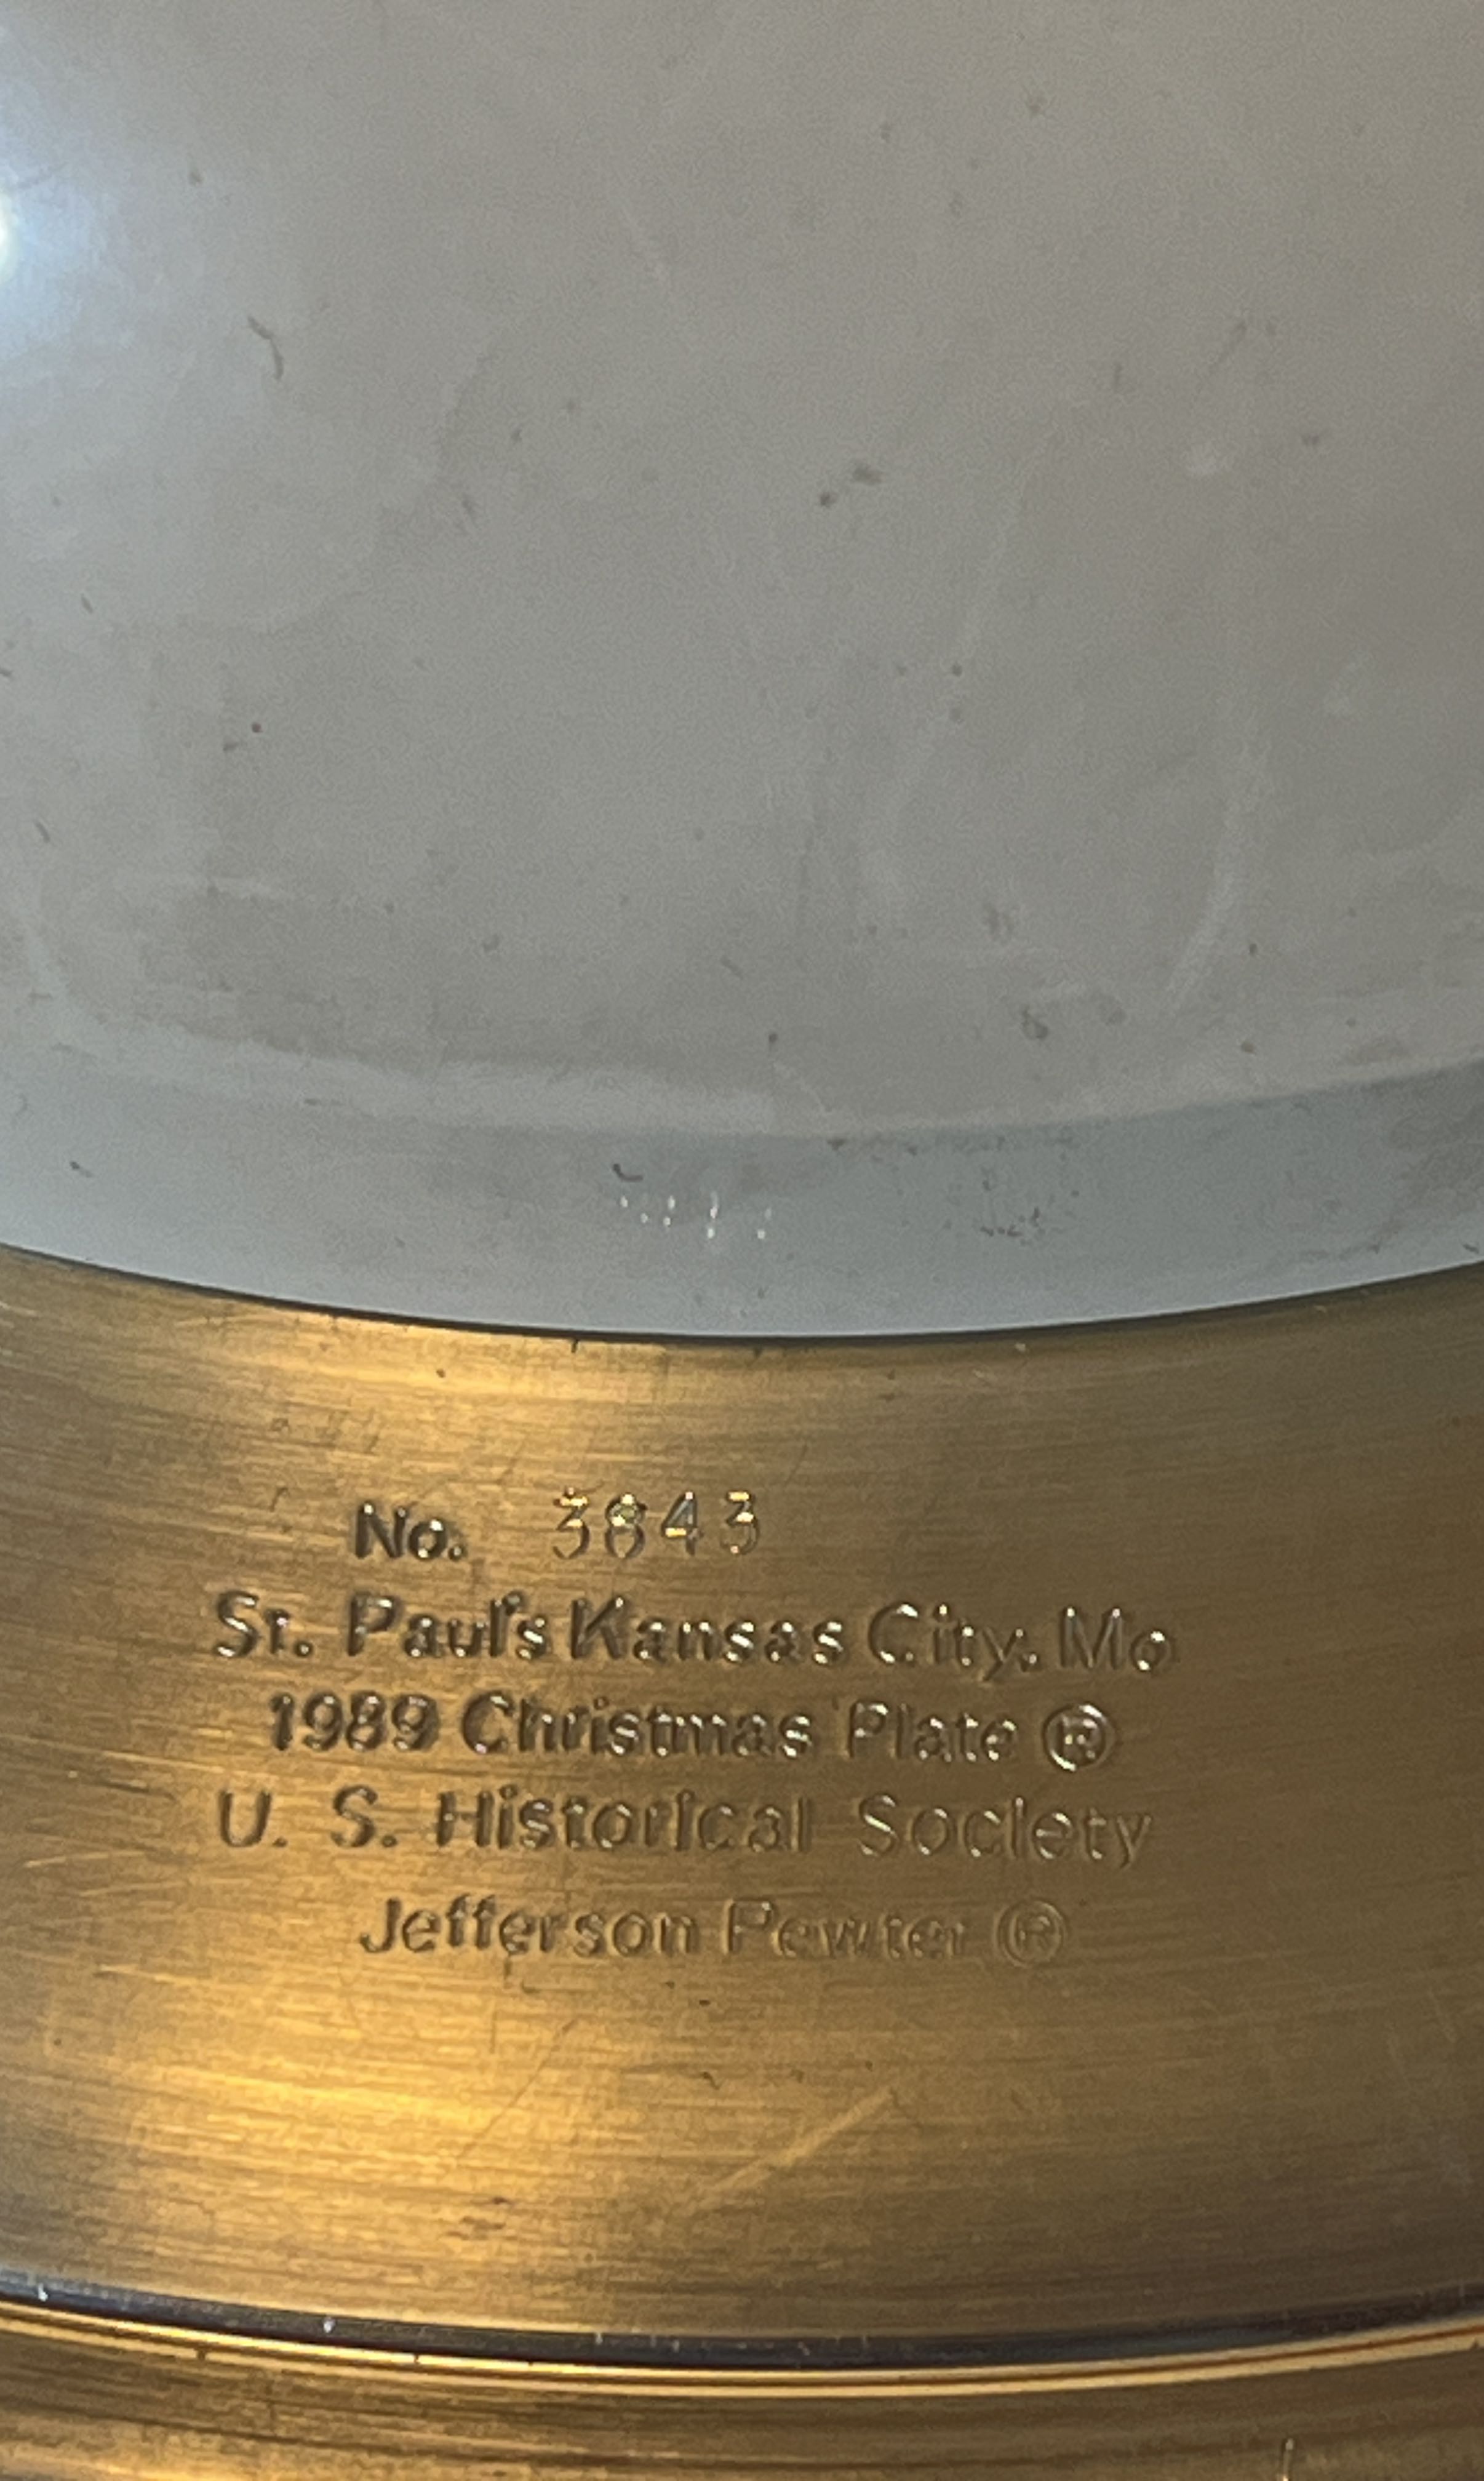 No. 3843
St. Paul's Kansas City, Mo
1989 Christmas Plate ®
U. S. Historical Society
Jefferson Pewter ®